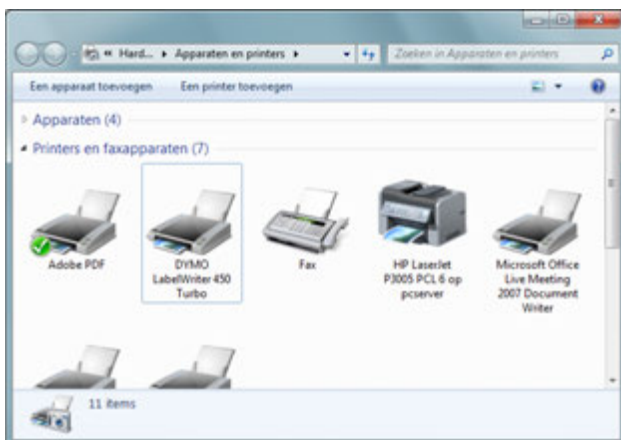 « Hard... ▸ Apparaten en printers ▸
Zoeken in Apparaten en printers
Een apparaat toevoegen Een printer toevoegen
Apparaten (4)
Printers en faxapparaten (7)
Adobe PDF
DYMO
LabelWriter 450
Turbo
Fax
HP LaserJet
P3005 PCL 6 op
pcserver
Microsoft Office
Live Meeting
2007 Document
Writer
11 items